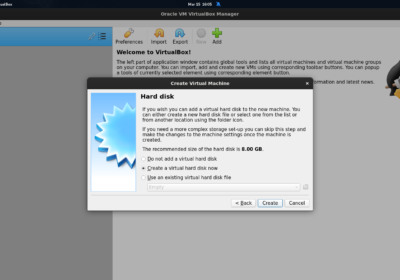 Mar 25
Oracle VM VirtualBox Manager
Preferences Import Export New Add
Welcome to VirtualBox!
The left part of application window contains global tools and lists all virtual machines and virtual machine groups
on your computer. You can import, add and create new VMs using corresponding toolbar buttons. You can popup
a tools of currently selected element using corresponding element button.
ormation and latest news.
Create Virtual Machine
Hard disk
If you wish you can add a virtual hard disk to the new machine. You
can either create a new hard disk file or select one from the list or
from another location using the folder icon.
If you need a more complex storage set-up you can skip this step and
make the changes to the machine settings once the machine is
created.
The recommended size of the hard disk is 8.00 GB.
Do not add a virtual hard disk
Create a virtual hard disk now
Use an existing virtual hard disk file
Empty
< Back Create Cancel